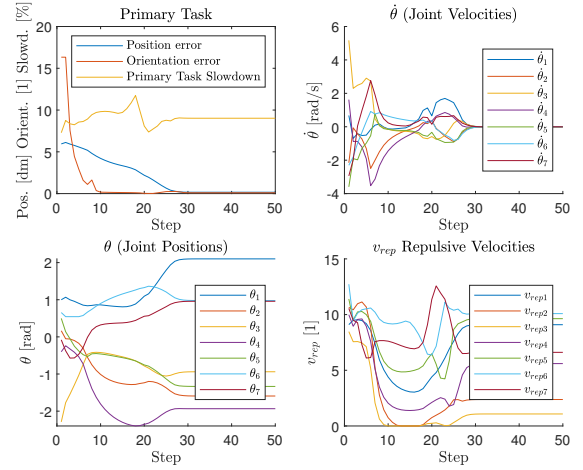 Primary Task
Pos. [dm] Orient. [1] Slowd. [%]
20
15
10
5
0
Position error
Orientation error
Primary Task Slowdown
0 10 20 30 40 50
Step
θ̇ (Joint Velocities)
θ̇ [rad/s]
6
4
2
0
-2
-4
θ̇1
θ̇2
θ̇3
θ̇4
θ̇5
θ̇6
θ̇7
0 10 20 30 40 50
Step
θ (Joint Positions)
θ [rad]
2
1
0
-1
-2
θ1
θ2
θ3
θ4
θ5
θ6
θ7
0 10 20 30 40 50
Step
vrep Repulsive Velocities
vrep [1]
15
10
5
0
vrep1
vrep2
vrep3
vrep4
vrep5
vrep6
vrep7
0 10 20 30 40 50
Step